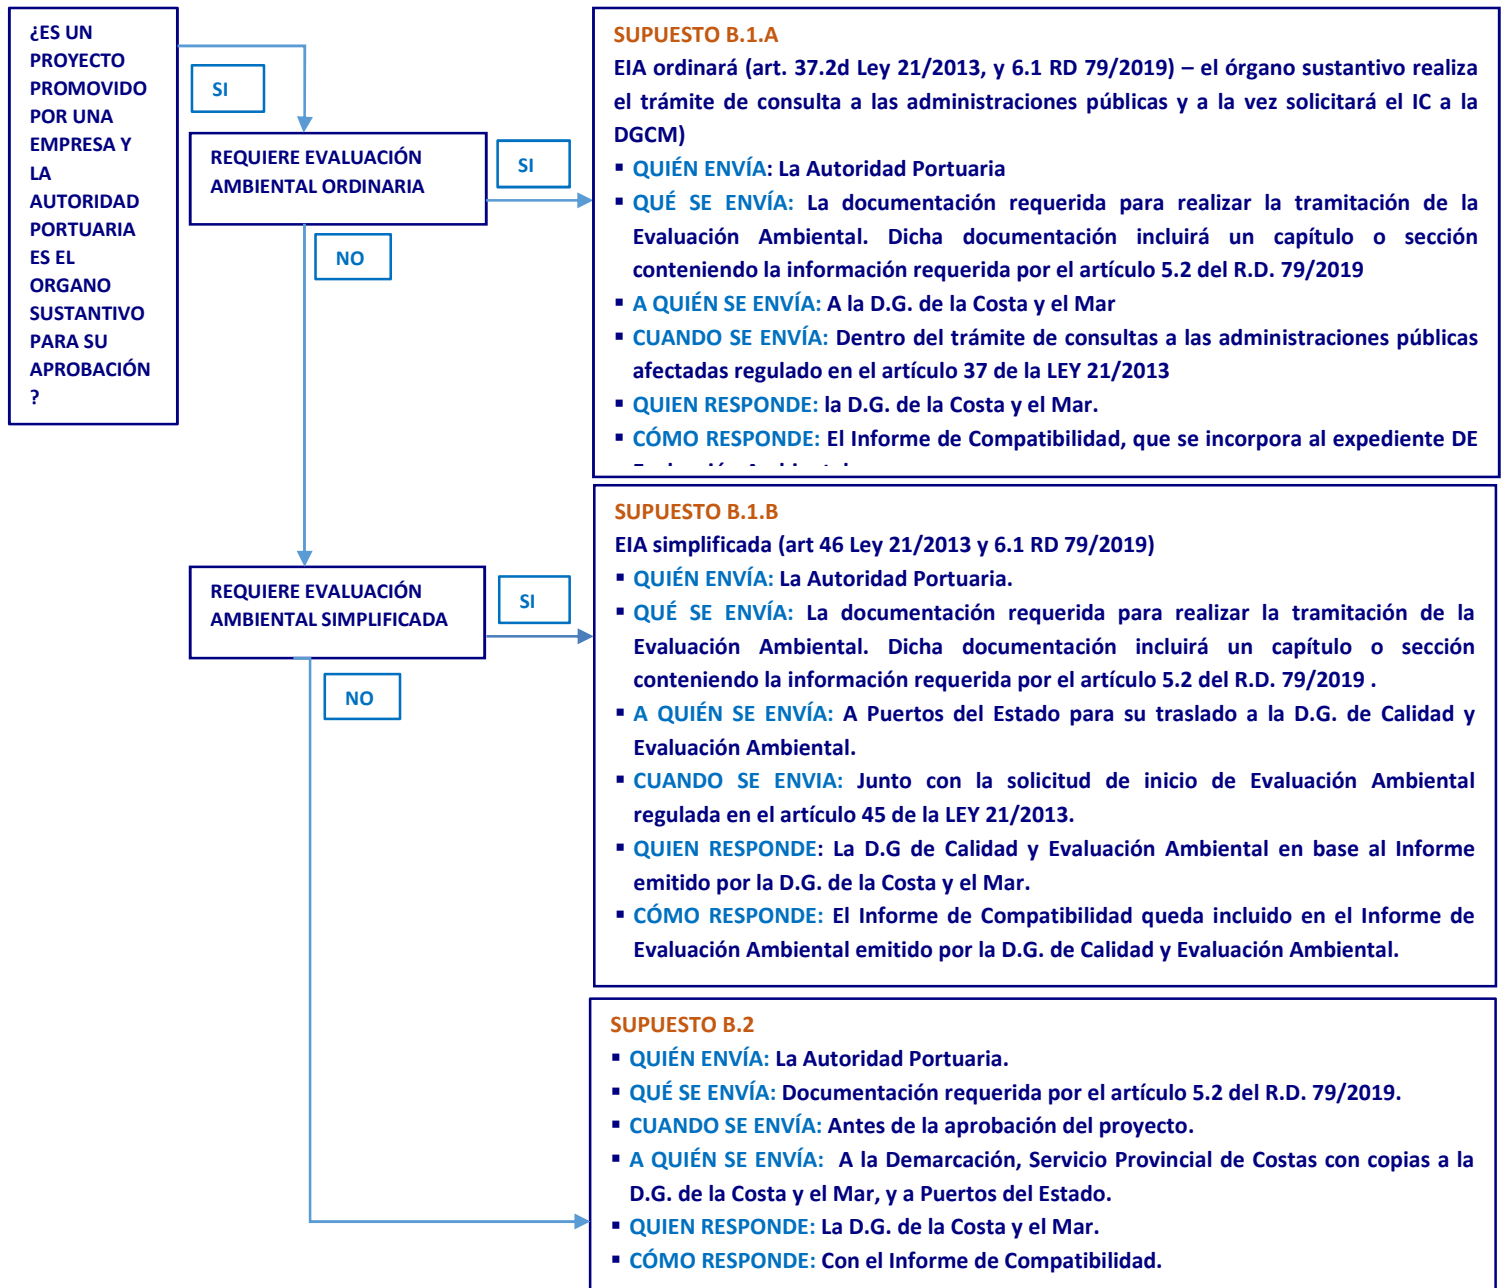 ¿ES UN
PROYECTO
PROMOVIDO
POR UNA
EMPRESA Y
LA
AUTORIDAD
PORTUARIA
ES EL
ORGANO
SUSTANTIVO
PARA SU
APROBACIÓN
?
SI
REQUIERE EVALUACIÓN
AMBIENTAL ORDINARIA
SI
NO
SUPUESTO B.1.A
EIA ordinará (art. 37.2d Ley 21/2013, y 6.1 RD 79/2019) – el órgano sustantivo realiza
el trámite de consulta a las administraciones públicas y a la vez solicitará el IC a la
DGCM)
▪ QUIÉN ENVÍA: La Autoridad Portuaria
▪ QUÉ SE ENVÍA: La documentación requerida para realizar la tramitación de la
Evaluación Ambiental. Dicha documentación incluirá un capítulo o sección
conteniendo la información requerida por el artículo 5.2 del R.D. 79/2019
▪ A QUIÉN SE ENVÍA: A la D.G. de la Costa y el Mar
▪ CUANDO SE ENVÍA: Dentro del trámite de consultas a las administraciones públicas
afectadas regulado en el artículo 37 de la LEY 21/2013
▪ QUIEN RESPONDE: la D.G. de la Costa y el Mar.
▪ CÓMO RESPONDE: El Informe de Compatibilidad, que se incorpora al expediente DE
REQUIERE EVALUACIÓN
AMBIENTAL SIMPLIFICADA
SI
NO
SUPUESTO B.1.B
EIA simplificada (art 46 Ley 21/2013 y 6.1 RD 79/2019)
▪ QUIÉN ENVÍA: La Autoridad Portuaria.
▪ QUÉ SE ENVÍA: La documentación requerida para realizar la tramitación de la
Evaluación Ambiental. Dicha documentación incluirá un capítulo o sección
conteniendo la información requerida por el artículo 5.2 del R.D. 79/2019 .
▪ A QUIÉN SE ENVÍA: A Puertos del Estado para su traslado a la D.G. de Calidad y
Evaluación Ambiental.
▪ CUANDO SE ENVIA: Junto con la solicitud de inicio de Evaluación Ambiental
regulada en el artículo 45 de la LEY 21/2013.
▪ QUIEN RESPONDE: La D.G de Calidad y Evaluación Ambiental en base al Informe
emitido por la D.G. de la Costa y el Mar.
▪ CÓMO RESPONDE: El Informe de Compatibilidad queda incluido en el Informe de
Evaluación Ambiental emitido por la D.G. de Calidad y Evaluación Ambiental.
SUPUESTO B.2
▪ QUIÉN ENVÍA: La Autoridad Portuaria.
▪ QUÉ SE ENVÍA: Documentación requerida por el artículo 5.2 del R.D. 79/2019.
▪ CUANDO SE ENVÍA: Antes de la aprobación del proyecto.
▪ A QUIÉN SE ENVÍA: A la Demarcación, Servicio Provincial de Costas con copias a la
D.G. de la Costa y el Mar, y a Puertos del Estado.
▪ QUIEN RESPONDE: La D.G. de la Costa y el Mar.
▪ CÓMO RESPONDE: Con el Informe de Compatibilidad.